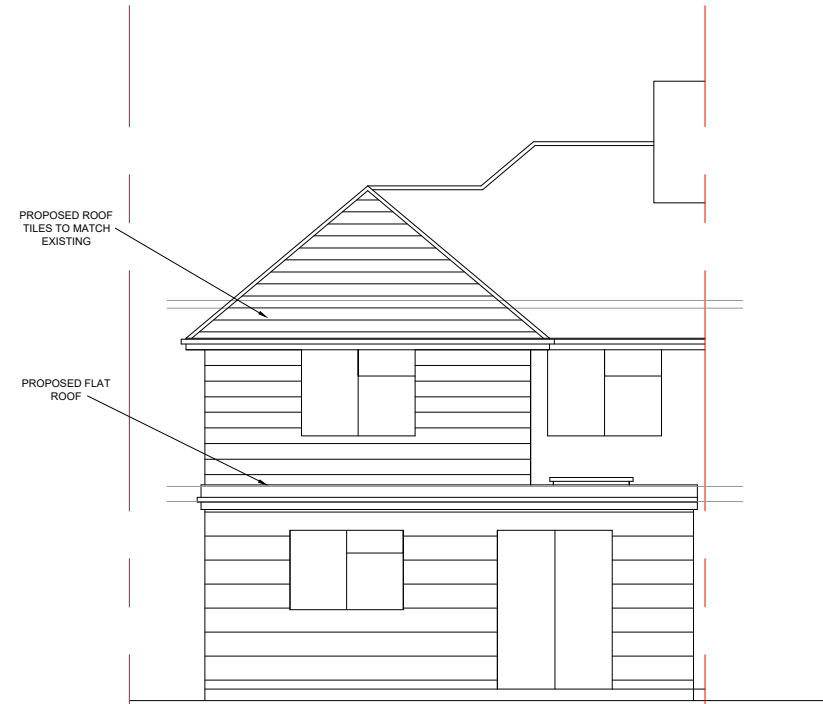 PROPOSED ROOF
TILES TO MATCH
EXISTING
PROPOSED FLAT
ROOF